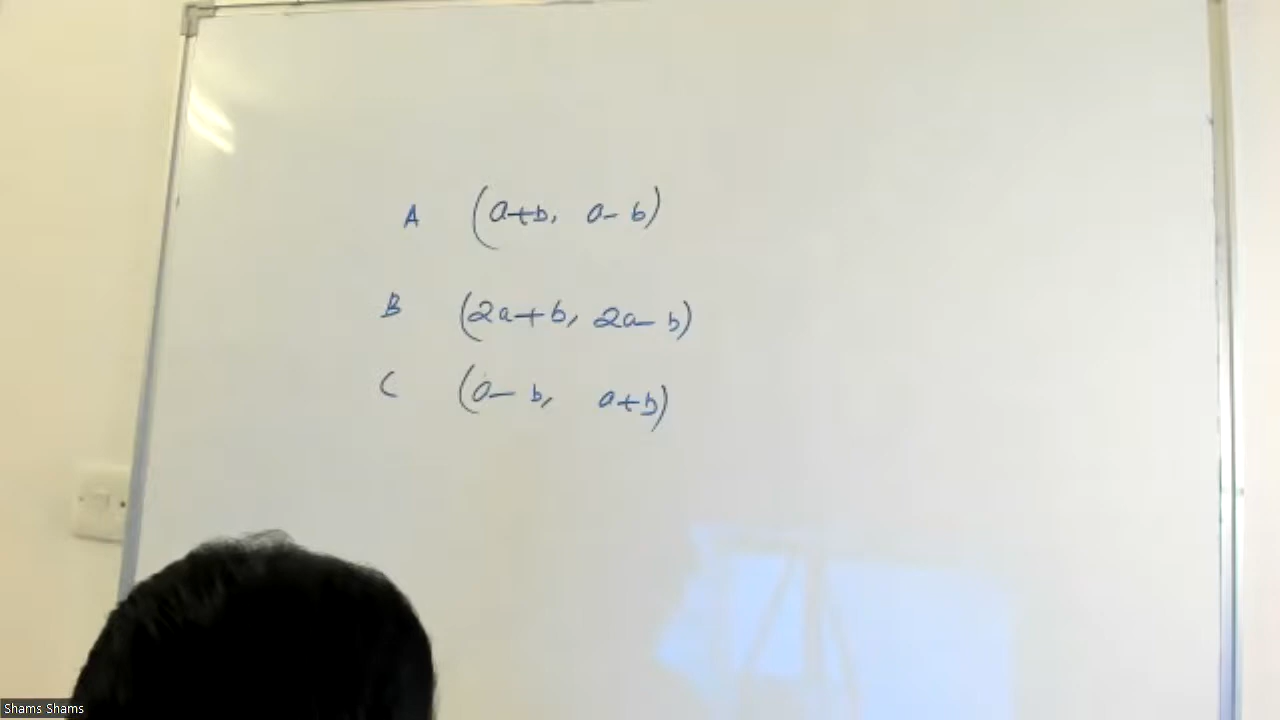 A (a+b, a-b)
B (2a+b, 2a-b)
C (a-b, a+b)
Shams Shams